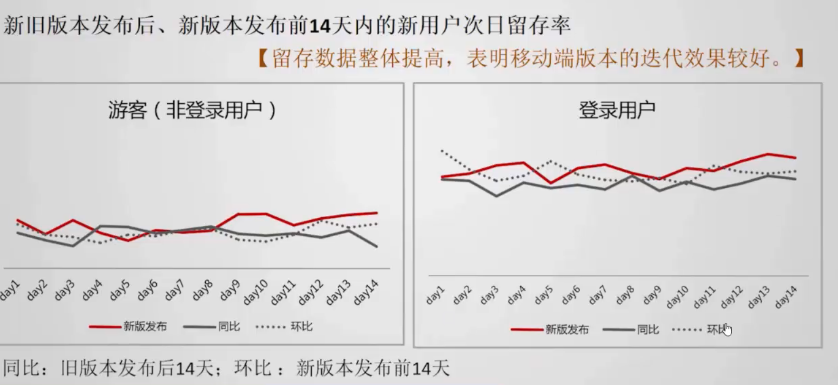 新旧版本发布后、新版本发布前14天内的新用户次日留存率
【留存数据整体提高，表明移动端版本的迭代效果较好。】
游客（非登录用户）
day1 day2 day3 day4 day5 day6 day7 day8 day9 day10 day11 day12 day13 day14
新版发布 同比 环比
登录用户
day1 day2 day3 day4 day5 day6 day7 day8 day9 day10 day11 day12 day13 day14
新版发布 同比 环比
同比：旧版本发布后14天；环比 ：新版本发布前14天